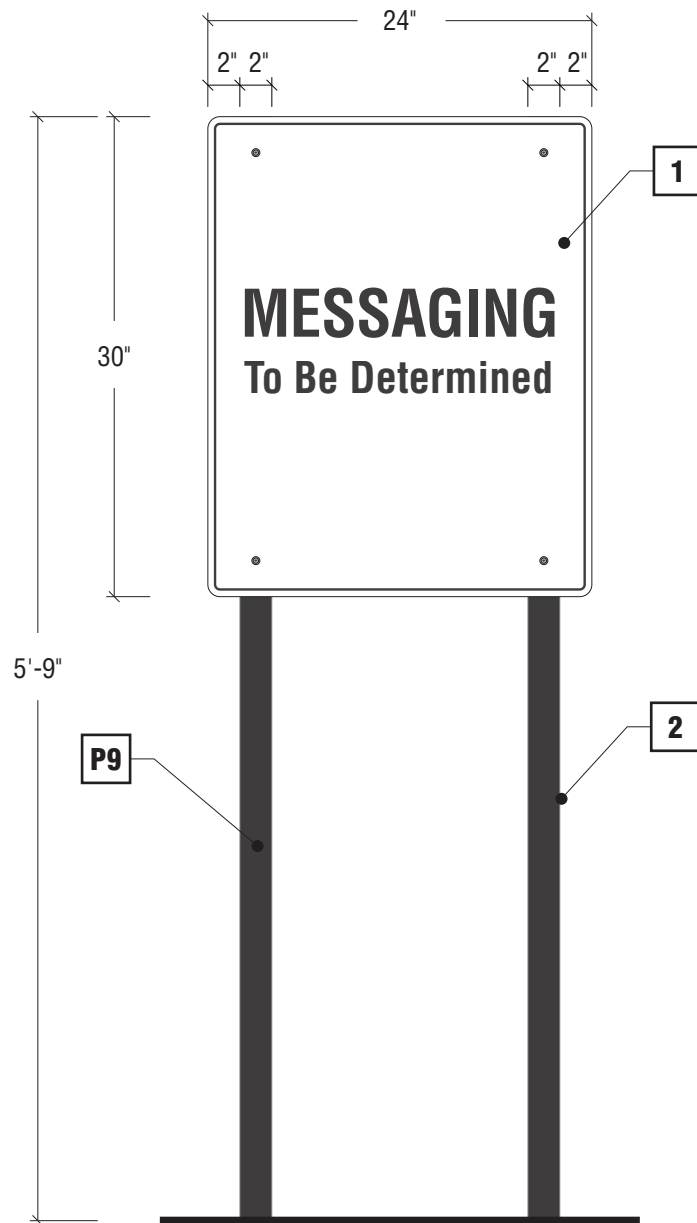 24"
2" 2" 2" 2"
1
MESSAGING
To Be Determined
30"
5'-9"
2
P9